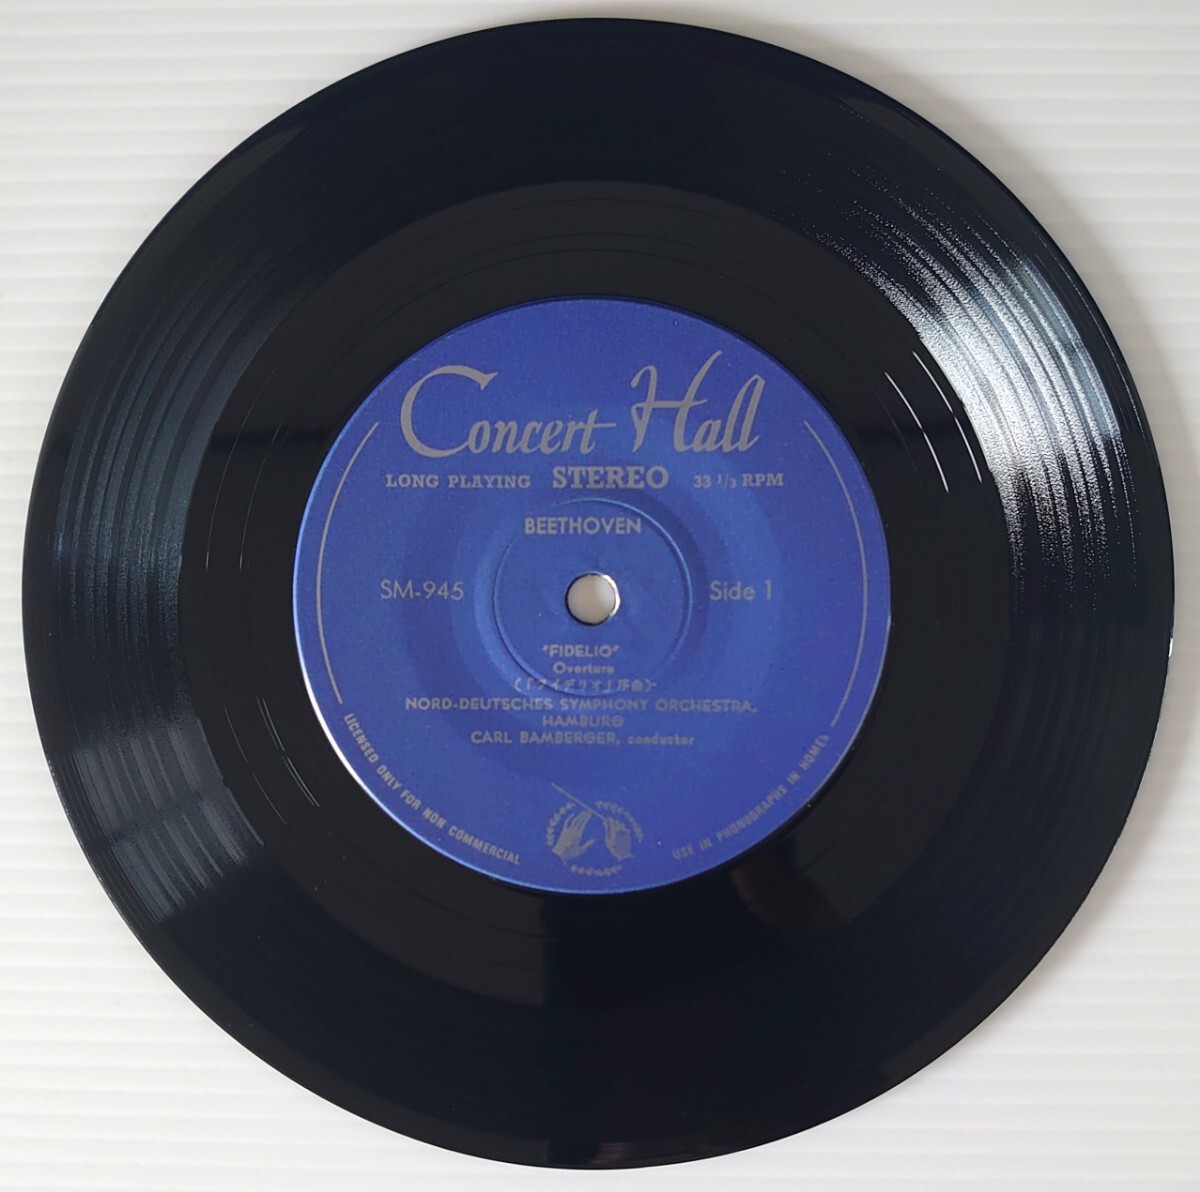 Concert Hall
LONG PLAYING STEREO 33 1/3 RPM
BEETHOVEN
SM-945 Side 1
"FIDELIO"
Overture
(「フィデリオ」序曲)
NORD-DEUTSCHES SYMPHONY ORCHESTRA,
HAMBURG
CARL BAMBERGER, conductor
LICENSED ONLY FOR NON COMMERCIAL
USE IN PHONOGRAPHS IN HOMES